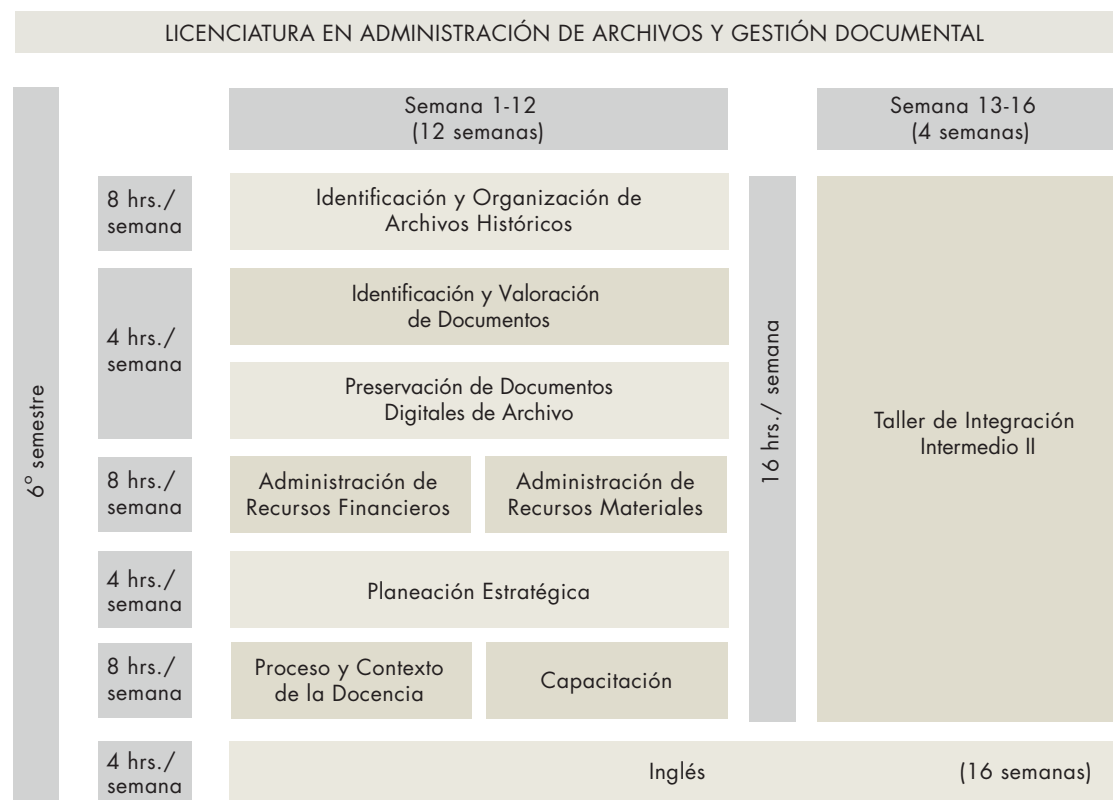 LICENCIATURA EN ADMINISTRACIÓN DE ARCHIVOS Y GESTIÓN DOCUMENTAL
6° semestre
Semana 1-12
(12 semanas)
Semana 13-16
(4 semanas)
8 hrs./
semana
Identificación y Organización de
Archivos Históricos
4 hrs./
semana
Identificación y Valoración
de Documentos
Preservación de Documentos
Digitales de Archivo
8 hrs./
semana
Administración de
Recursos Financieros
Administración de
Recursos Materiales
4 hrs./
semana
Planeación Estratégica
8 hrs./
semana
Proceso y Contexto
de la Docencia
Capacitación
16 hrs./ semana
Taller de Integración
Intermedio II
4 hrs./
semana
Inglés (16 semanas)